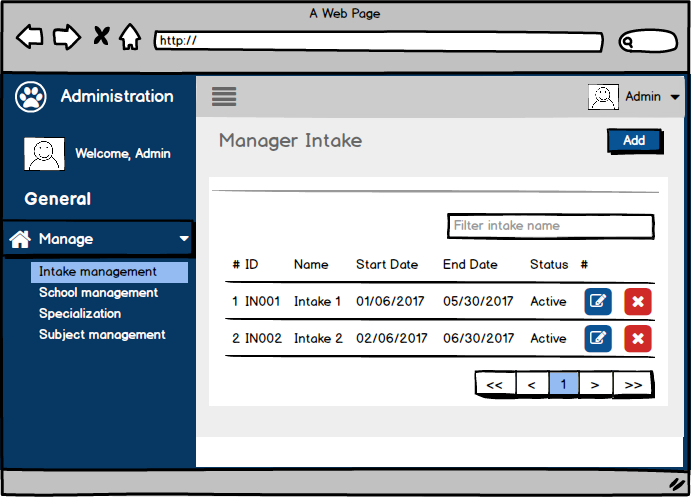 A Web Page
http://
Administration
Admin
Welcome, Admin
Manager Intake
Add
General
Manage
Filter intake name
Intake management
School management
Specialization
Subject management
# ID Name Start Date End Date Status #
1 IN001 Intake 1 01/06/2017 05/30/2017 Active
2 IN002 Intake 2 02/06/2017 06/30/2017 Active
<< < 1 > >>